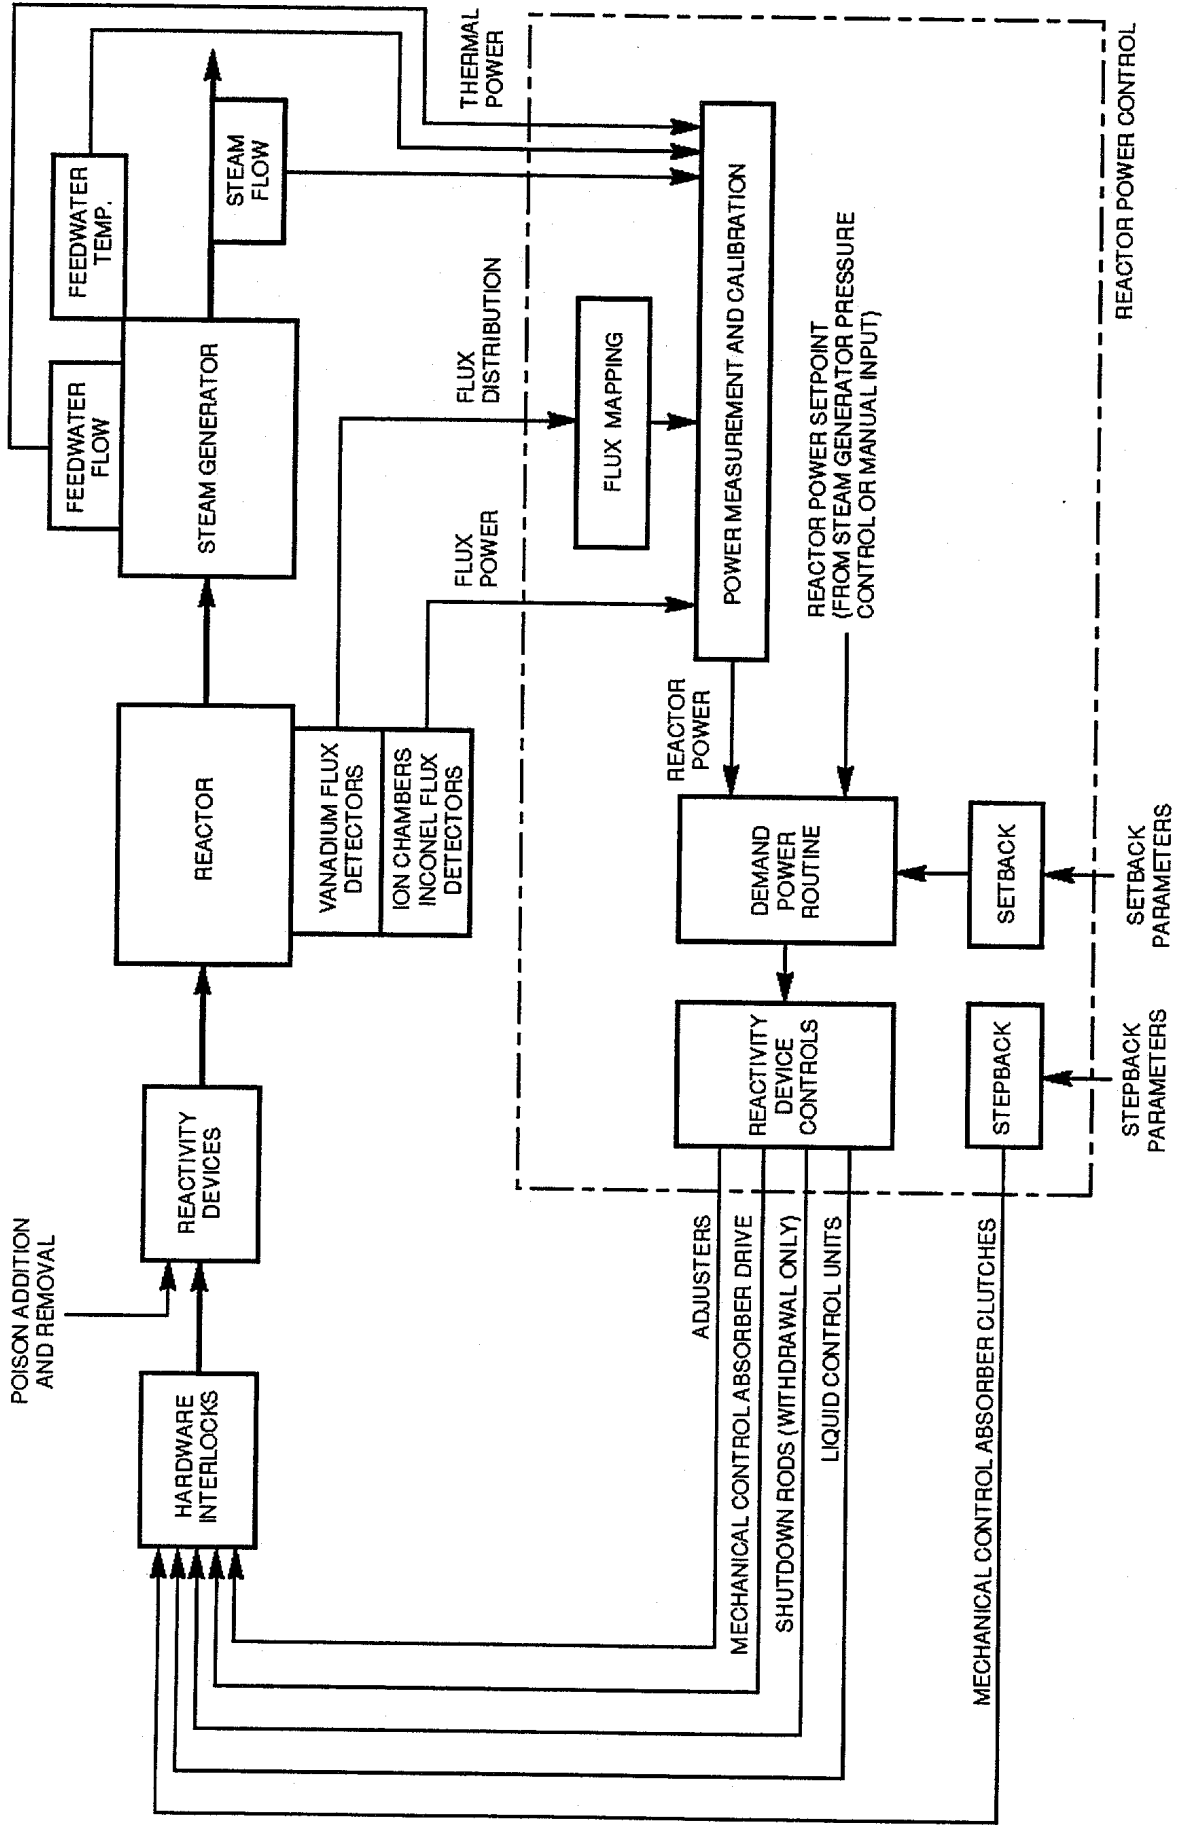 POISON ADDITION
AND REMOVAL
HARDWARE
INTERLOCKS
REACTIVITY
DEVICES
REACTOR
VANADIUM FLUX
DETECTORS
ION CHAMBERS
INCONEL FLUX
DETECTORS
STEAM GENERATOR
FEEDWATER
FLOW
FEEDWATER
TEMP.
STEAM
FLOW
THERMAL
POWER
FLUX
DISTRIBUTION
FLUX
POWER
FLUX MAPPING
POWER MEASUREMENT AND CALIBRATION
REACTOR
POWER
REACTOR POWER SETPOINT
(FROM STEAM GENERATOR PRESSURE
CONTROL OR MANUAL INPUT)
DEMAND
POWER
ROUTINE
REACTIVITY
DEVICE
CONTROLS
SETBACK
STEPBACK
SETBACK
PARAMETERS
STEPBACK
PARAMETERS
ADJUSTERS
MECHANICAL CONTROL ABSORBER DRIVE
SHUTDOWN RODS (WITHDRAWAL ONLY)
LIQUID CONTROL UNITS
MECHANICAL CONTROL ABSORBER CLUTCHES
REACTOR POWER CONTROL